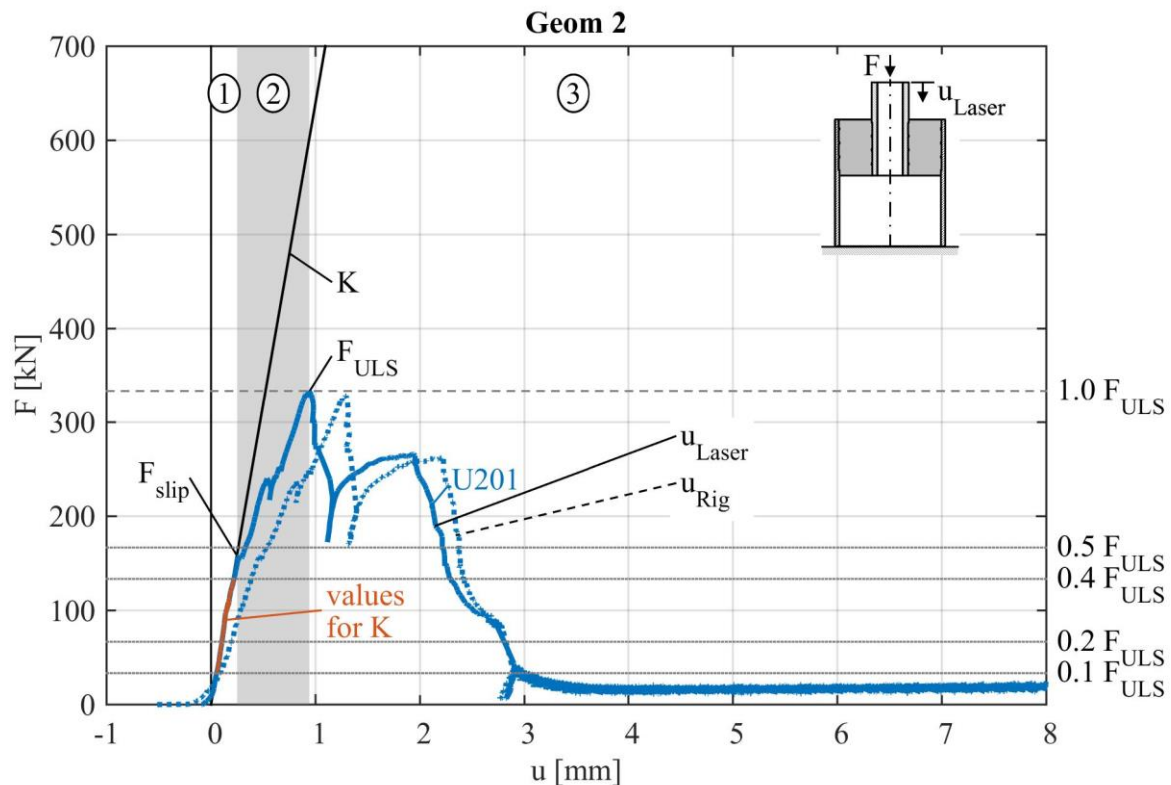 Geom 2
700
600
500
400
300
200
100
0
F [kN]
1
2
3
F
u Laser
K
F ULS
F slip
U201
u Laser
u Rig
values
for K
1.0 F ULS
0.5 F ULS
0.4 F ULS
0.2 F ULS
0.1 F ULS
-1 0 1 2 3 4 5 6 7 8
u [mm]